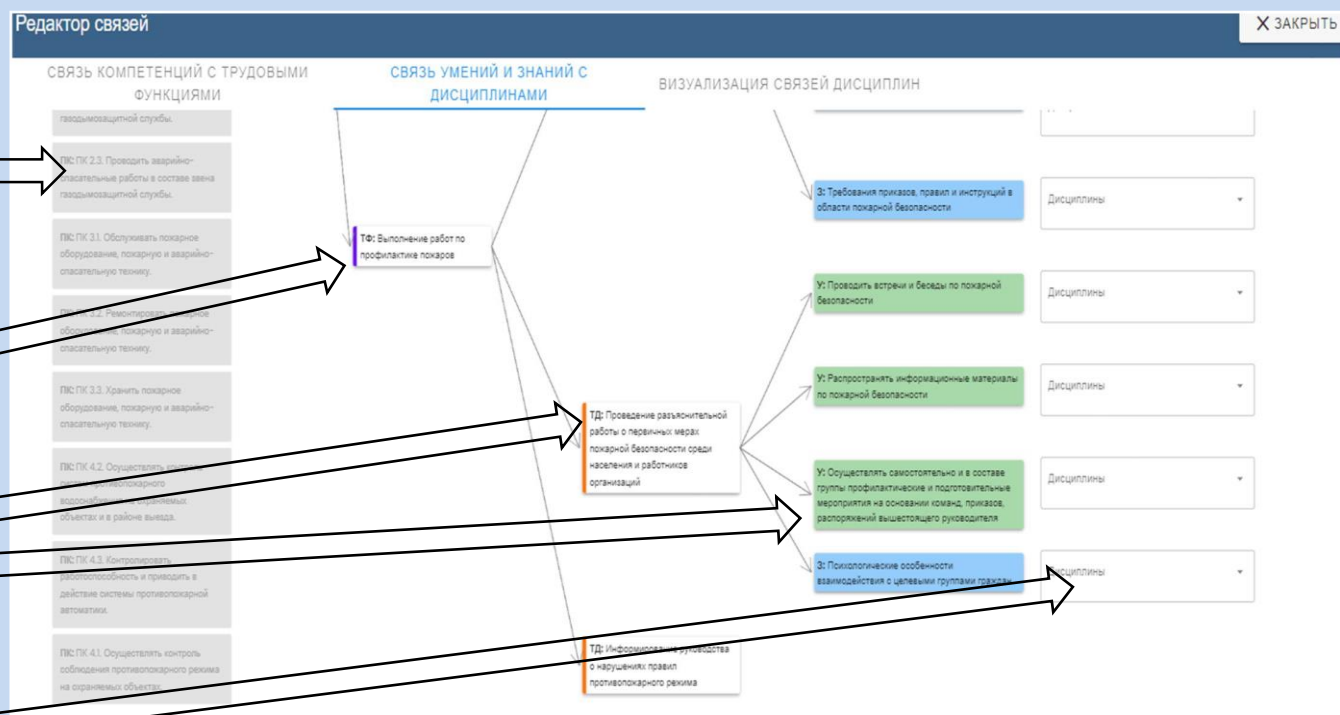 Редактор связей
X ЗАКРЫТЬ
СВЯЗЬ КОМПЕТЕНЦИЙ С ТРУДОВЫМИ
ФУНКЦИЯМИ
СВЯЗЬ УМЕНИЙ И ЗНАНИЙ С
ДИСЦИПЛИНАМИ
ВИЗУАЛИЗАЦИЯ СВЯЗЕЙ ДИСЦИПЛИН
газодымозащитной службы.
ПК: ПК 2.3. Проводить аварийно-
спасательные работы в составе звена
газодымозащитной службы.
ПК: ПК 3.1. Обслуживать пожарное
оборудование, пожарную и аварийно-
спасательную технику.
ПК: ПК 3.2. Ремонтировать пожарное
оборудование, пожарную и аварийно-
спасательную технику.
ПК: ПК 3.3. Хранить пожарное
оборудование, пожарную и аварийно-
спасательную технику.
ПК: ПК 4.2. Осуществлять контроль
систем противопожарного
водоснабжения на охраняемых
объектах и в районе выезда.
ПК: ПК 4.3. Контролировать
работоспособность и приводить в
действие системы противопожарной
автоматики.
ПК: ПК 4.1. Осуществлять контроль
соблюдения противопожарного режима
на охраняемых объектах.
ТФ: Выполнение работ по
профилактике пожаров
ТД: Проведение разъяснительной
работы о первичных мерах
пожарной безопасности среди
населения и работников
организаций
ТД: Информирование руководства
о нарушениях правил
противопожарного режима
З: Требования приказов, правил и инструкций в
области пожарной безопасности
Дисциплины
У: Проводить встречи и беседы по пожарной
безопасности
Дисциплины
У: Распространять информационные материалы
по пожарной безопасности
Дисциплины
У: Осуществлять самостоятельно и в составе
группы профилактические и подготовительные
мероприятия на основании команд, приказов,
распоряжений вышестоящего руководителя
Дисциплины
З: Психологические особенности
взаимодействия с целевыми группами граждан
Дисциплины